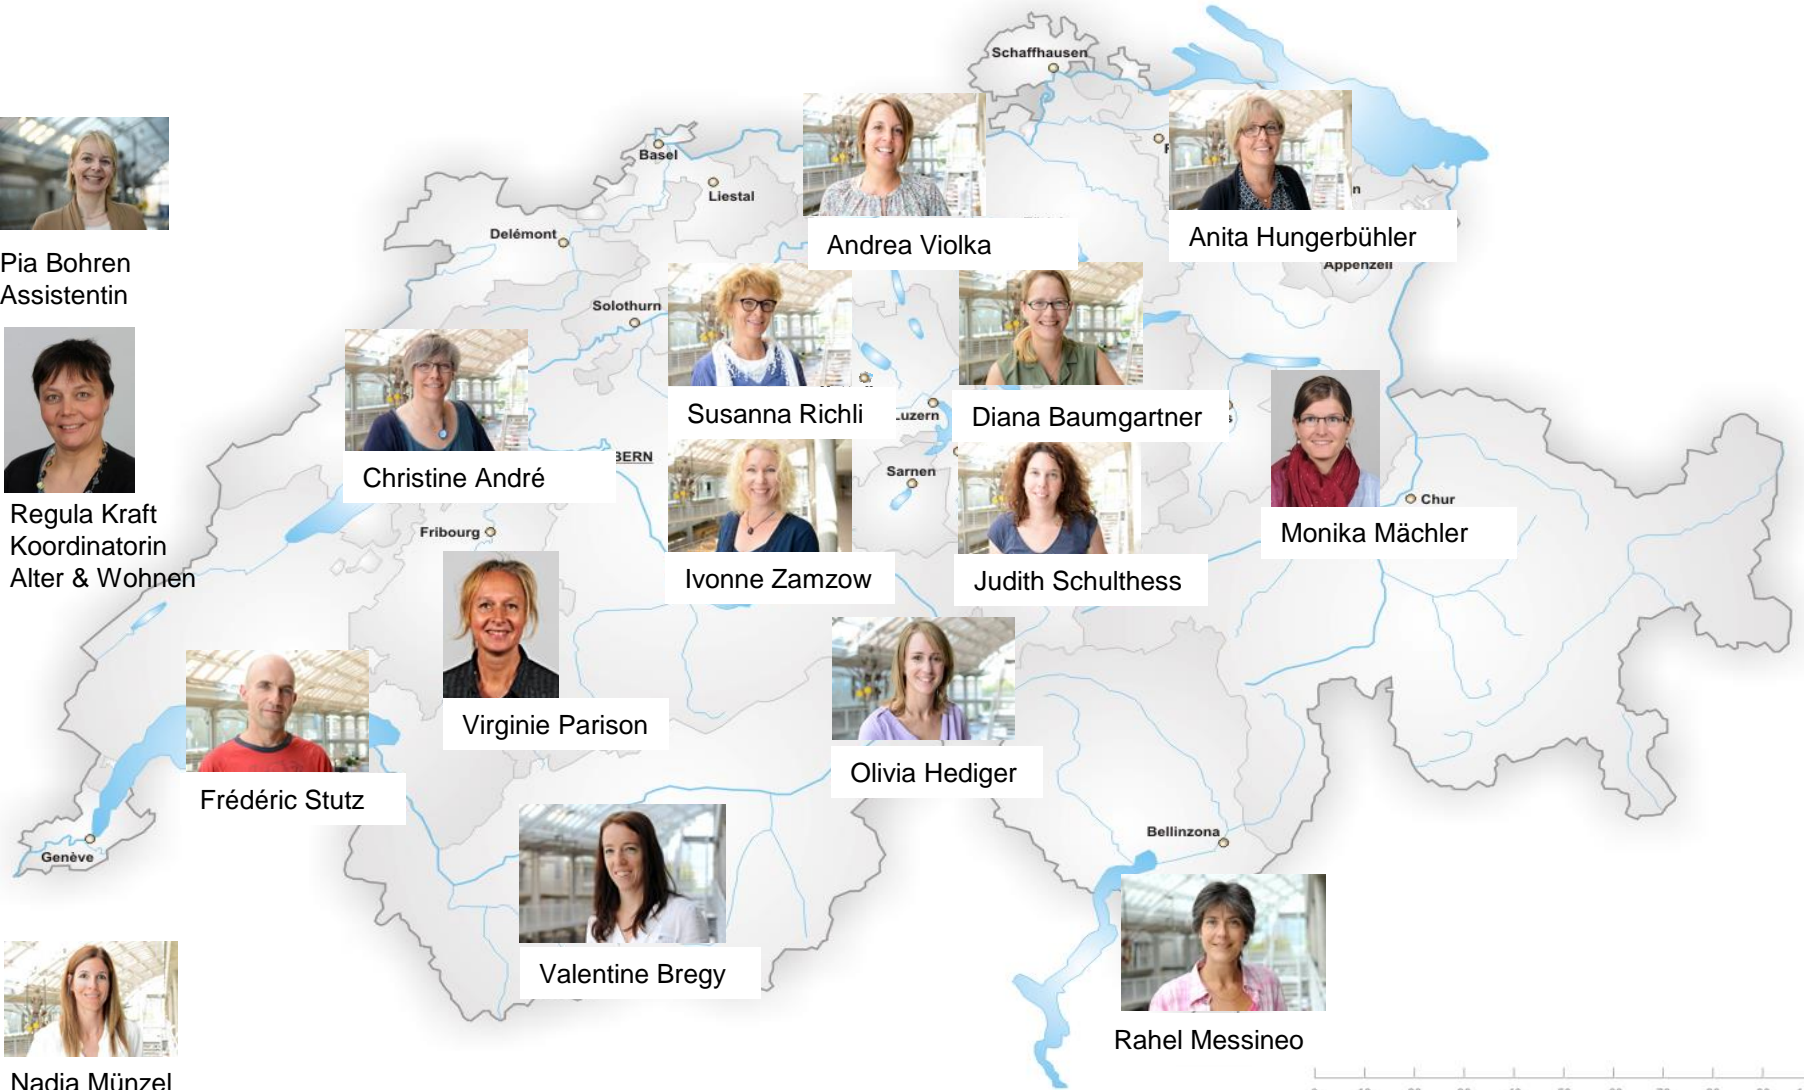 Schaffhausen
Basel
Liestal
Delémont
Andrea Violka
Anita Hungerbühler
Pia Bohren
Assistentin
Appenzell
Solothurn
Susanna Richli
Luzern
Diana Baumgartner
BERN
Christine André
Sarnen
Chur
Regula Kraft
Koordinatorin
Alter & Wohnen
Fribourg
Monika Mächler
Ivonne Zamzow
Judith Schulthess
Virginie Parison
Olivia Hediger
Frédéric Stutz
Bellinzona
Genève
Valentine Bregy
Rahel Messineo
Nadia Münzel